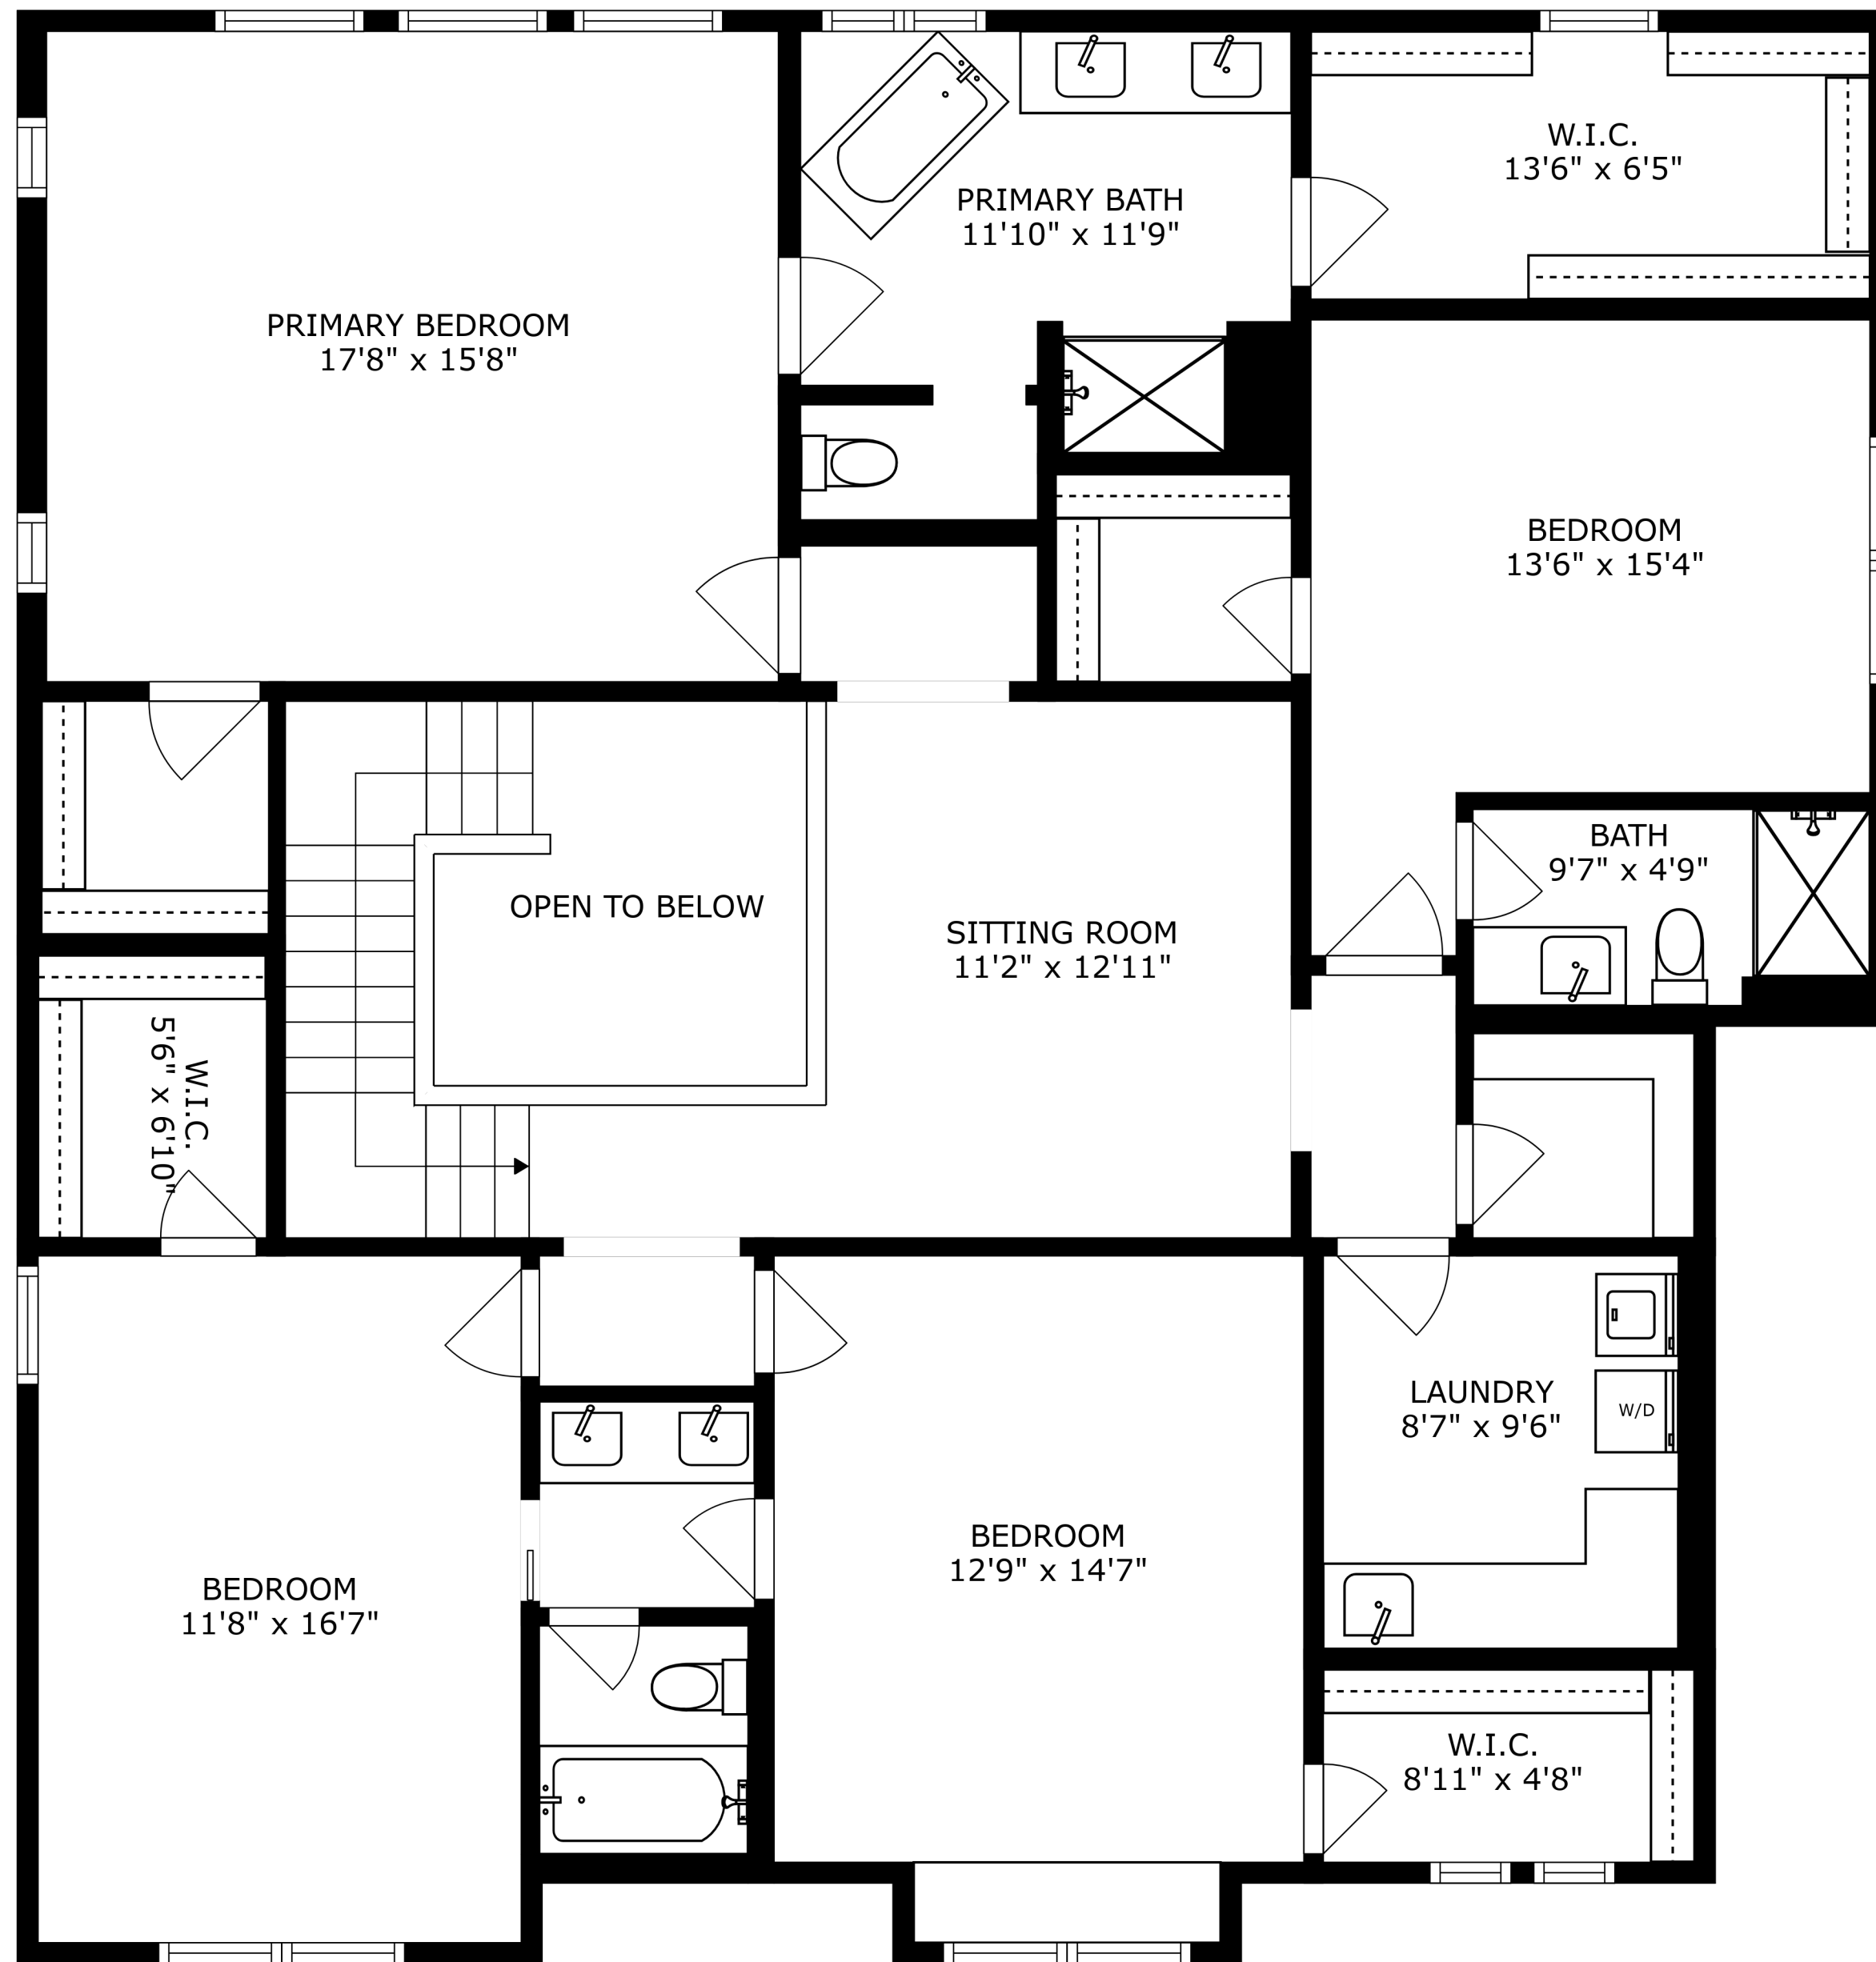 W.I.C.
13'6" x 6'5"
PRIMARY BATH
11'10" x 11'9"
PRIMARY BEDROOM
17'8" x 15'8"
BEDROOM
13'6" x 15'4"
BATH
9'7" x 4'9"
OPEN TO BELOW
SITTING ROOM
11'2" x 12'11"
W.I.C.
5'6" x 6'10"
LAUNDRY
8'7" x 9'6"
W/D
BEDROOM
12'9" x 14'7"
BEDROOM
11'8" x 16'7"
W.I.C.
8'11" x 4'8"